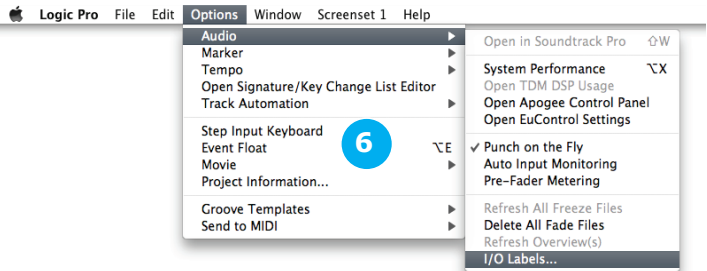 Logic Pro File Edit Options Window Screenset 1 Help
Audio
Marker
Tempo
Open Signature/Key Change List Editor
Track Automation
Step Input Keyboard
Event Float ⌥E
Movie
Project Information...
Groove Templates
Send to MIDI
6
Open in Soundtrack Pro ⇧W
System Performance ⌥X
Open TDM DSP Usage
Open Apogee Control Panel
Open EuControl Settings
✓ Punch on the Fly
Auto Input Monitoring
Pre-Fader Metering
Refresh All Freeze Files
Delete All Fade Files
Refresh Overview(s)
I/O Labels...